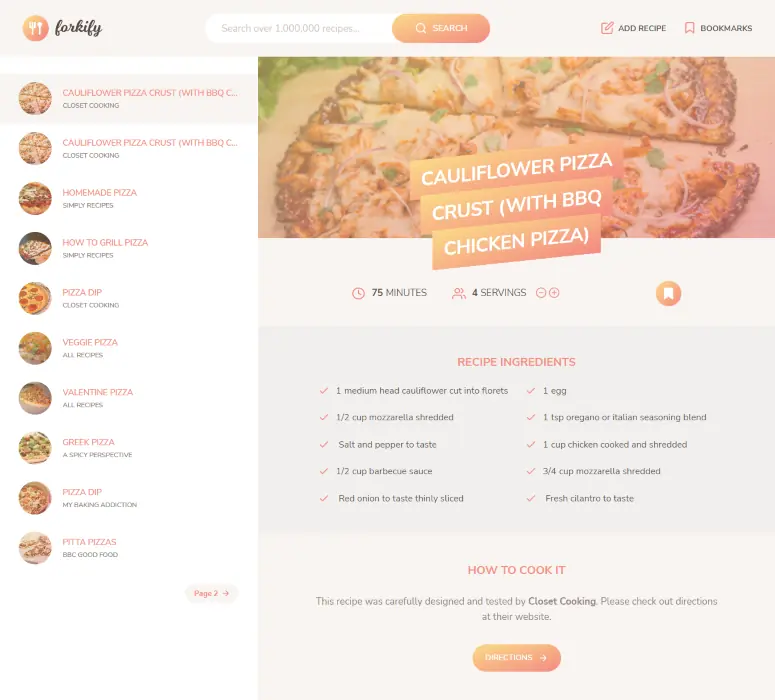 forkify
Search over 1,000,000 recipes...
SEARCH
ADD RECIPE
BOOKMARKS
CAULIFLOWER PIZZA CRUST (WITH BBQ C...
CLOSET COOKING
CAULIFLOWER PIZZA CRUST (WITH BBQ C...
CLOSET COOKING
HOMEMADE PIZZA
SIMPLY RECIPES
HOW TO GRILL PIZZA
SIMPLY RECIPES
PIZZA DIP
CLOSET COOKING
VEGGIE PIZZA
ALL RECIPES
VALENTINE PIZZA
ALL RECIPES
GREEK PIZZA
A SPICY PERSPECTIVE
PIZZA DIP
MY BAKING ADDICTION
PITTA PIZZAS
BBC GOOD FOOD
Page 2
CAULIFLOWER PIZZA
CRUST (WITH BBQ
CHICKEN PIZZA)
75 MINUTES
4 SERVINGS
RECIPE INGREDIENTS
1 medium head cauliflower cut into florets
1 egg
1/2 cup mozzarella shredded
1 tsp oregano or italian seasoning blend
Salt and pepper to taste
1 cup chicken cooked and shredded
1/2 cup barbecue sauce
3/4 cup mozzarella shredded
Red onion to taste thinly sliced
Fresh cilantro to taste
HOW TO COOK IT
This recipe was carefully designed and tested by Closet Cooking. Please check out directions
at their website.
DIRECTIONS